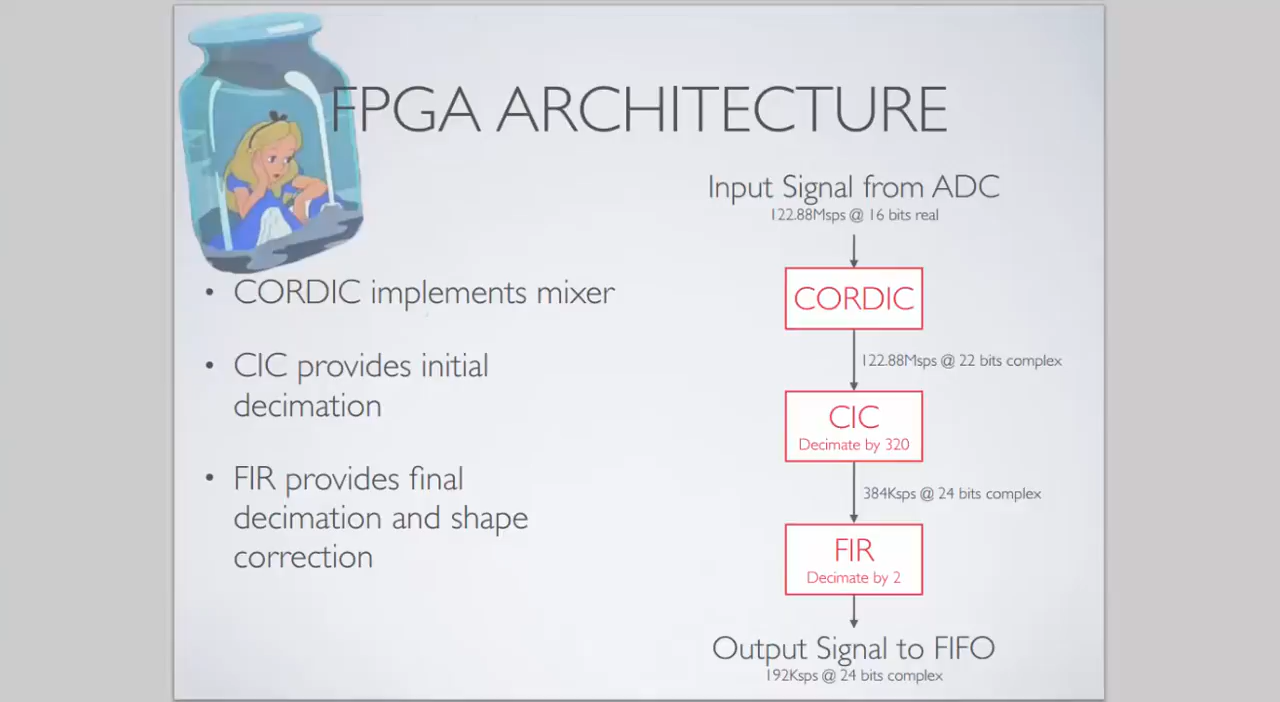 FPGA ARCHITECTURE
• CORDIC implements mixer
• CIC provides initial
decimation
• FIR provides final
decimation and shape
correction
Input Signal from ADC
122.88Msps @ 16 bits real
CORDIC
122.88Msps @ 22 bits complex
CIC
Decimate by 320
384Ksps @ 24 bits complex
FIR
Decimate by 2
Output Signal to FIFO
192Ksps @ 24 bits complex